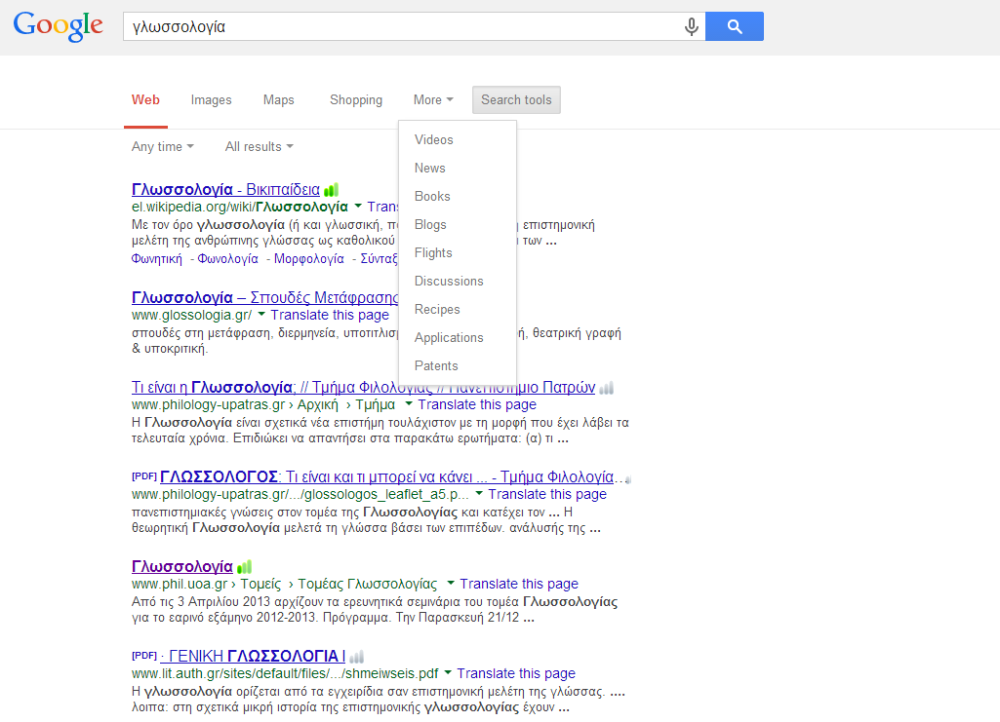 Google
γλωσσολογία
Web Images Maps Shopping More Search tools
Any time All results
Videos
News
Books
Blogs
Flights
Discussions
Recipes
Applications
Patents
Γλωσσολογία - Βικιπαίδεια
el.wikipedia.org/wiki/Γλωσσολογία
Με τον όρο γλωσσολογία (ή και γλωσσική, επιστημονική
μελέτη της ανθρώπινης γλώσσας ως καθολικού των ...
Φωνητική - Φωνολογία - Μορφολογία -
Γλωσσολογία – Σπουδές Μετάφρασης
www.glossologia.gr/ Translate this page
σπουδές στη μετάφραση, διερμηνεία, θεατρική γραφή
& υποκριτική.
Τι είναι η Γλωσσολογία; // Τμήμα Φιλολογίας // Πανεπιστήμιο Πατρών
www.philology-upatras.gr › Αρχική › Τμήμα Translate this page
Η Γλωσσολογία είναι σχετικά νέα επιστήμη τουλάχιστον με τη μορφή που έχει λάβει τα
τελευταία χρόνια. Επιδιώκει να απαντήσει στα παρακάτω ερωτήματα: (α) τι ...
[PDF] ΓΛΩΣΣΟΛΟΓΟΣ: Τι είναι και τι μπορεί να κάνει ... - Τμήμα Φιλολογία...
www.philology-upatras.gr/.../glossologos_leaflet_a5.p... Translate this page
πανεπιστημιακές γνώσεις στον τομέα της Γλωσσολογίας και κατέχει τον ... Η
θεωρητική Γλωσσολογία μελετά τη γλώσσα βάσει των επιπέδων. ανάλυσής της ...
Γλωσσολογία
www.phil.uoa.gr › Τομείς › Τομέας Γλωσσολογίας Translate this page
Από τις 3 Απριλίου 2013 αρχίζουν τα ερευνητικά σεμινάρια του τομέα Γλωσσολογίας
για το εαρινό εξάμηνο 2012-2013. Πρόγραμμα. Την Παρασκευή 21/12 ...
[PDF] · ΓΕΝΙΚΗ ΓΛΩΣΣΟΛΟΓΙΑ Ι
www.lit.auth.gr/sites/default/files/.../shmeiwseis.pdf Translate this page
Η γλωσσολογία ορίζεται από τα εγχειρίδια σαν επιστημονική μελέτη της γλώσσας. ....
λοιπα: στη σχετικά μικρή ιστορία της επιστημονικής γλωσσολογίας έχουν ...